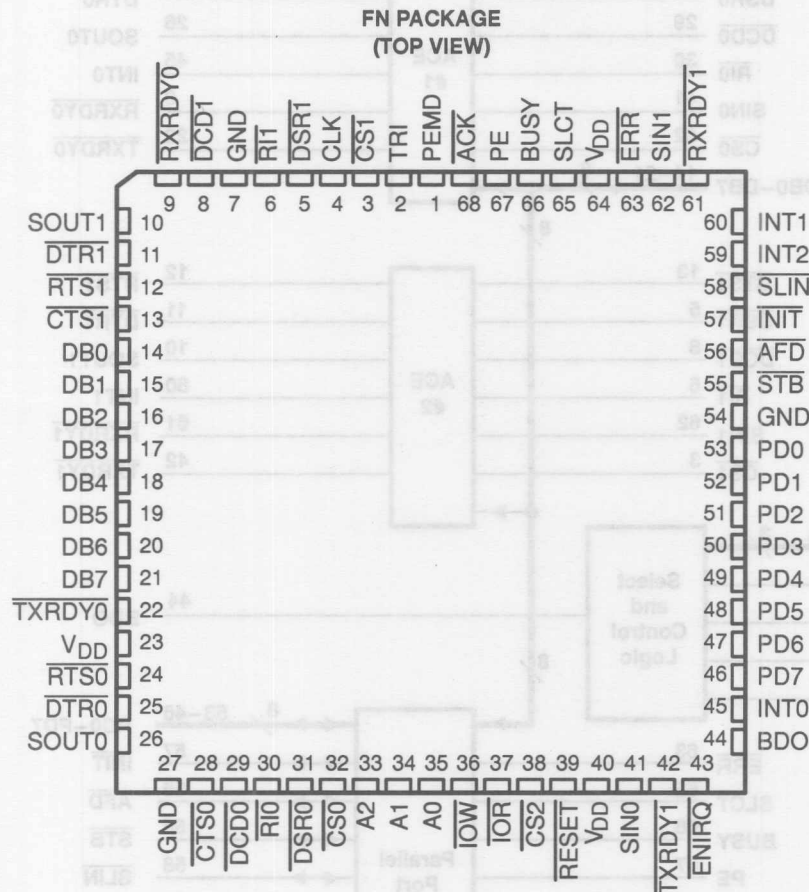 FN PACKAGE
(TOP VIEW)
RXRDY0 DCD1 GND RI1 DSR1 CLK CS1 TRI PEMD ACK PE BUSY SLCT VDD ERR SIN1 RXRDY1
9 8 7 6 5 4 3 2 1 68 67 66 65 64 63 62 61
SOUT1 10 60 INT1
DTR1 11 59 INT2
RTS1 12 58 SLIN
CTS1 13 57 INIT
DB0 14 56 AFD
DB1 15 55 STB
DB2 16 54 GND
DB3 17 53 PD0
DB4 18 52 PD1
DB5 19 51 PD2
DB6 20 50 PD3
DB7 21 49 PD4
TXRDY0 22 48 PD5
VDD 23 47 PD6
RTS0 24 46 PD7
DTR0 25 45 INT0
SOUT0 26 44 BDO
27 28 29 30 31 32 33 34 35 36 37 38 39 40 41 42 43
GND CTS0 DCD0 RI0 DSR0 CS0 A2 A1 A0 IOW IOR CS2 RESET VDD SIN0 TXRDY1 ENIRQ